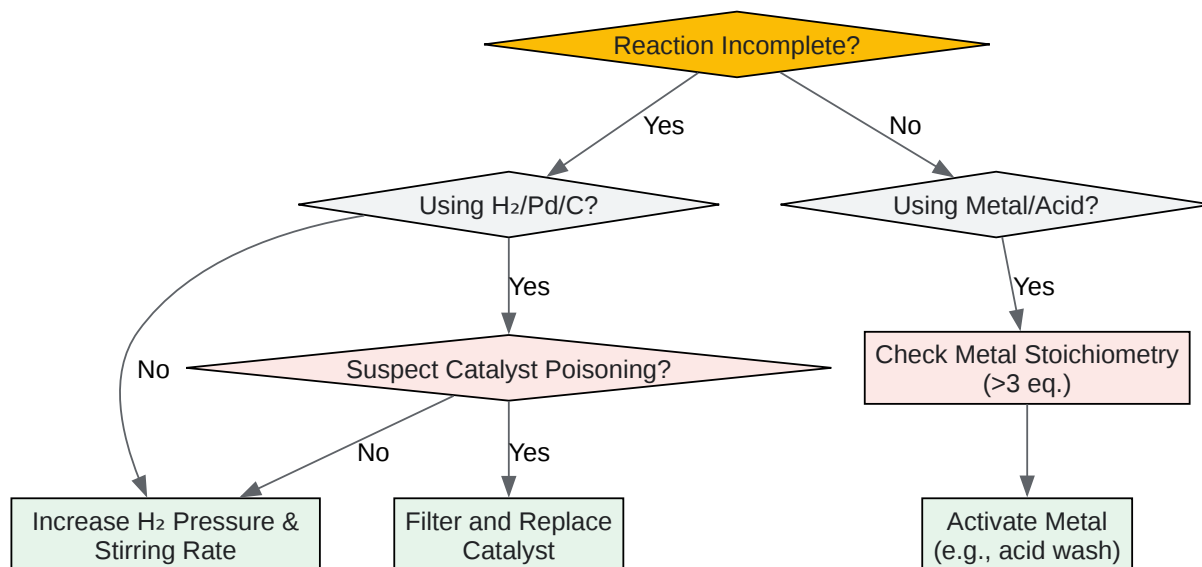 Reaction Incomplete?
Yes
No
Using H₂/Pd/C?
Using Metal/Acid?
Yes
Yes
Suspect Catalyst Poisoning?
Check Metal Stoichiometry
(>3 eq.)
No
No
Yes
Increase H₂ Pressure &
Stirring Rate
Filter and Replace
Catalyst
Activate Metal
(e.g., acid wash)